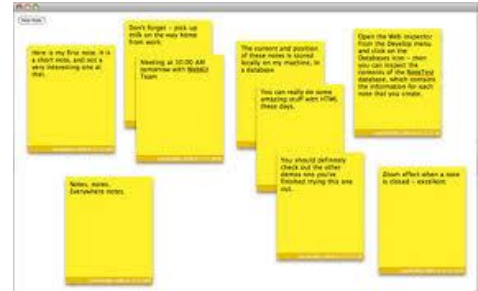 New Note
Don't forget – pick up
milk on the way home
from work.
Here is my first note. It is
a short note, and not a
very interesting one at
that.
Meeting at 10:00 AM
tomorrow with WebKit
Team
The content and position
of these notes is stored
locally on my machine, in
a database
Open the Web Inspector
from the Develop menu
and click on the
Databases icon – then
you can inspect the
contents of the NoteTest
database, which contains
the information for each
note that you create.
You can really do some
amazing stuff with HTML
these days.
You should definitely
check out the other
demos one you've
finished trying this one
out.
Notes, notes.
Everywhere notes.
Zoom effect when a note
is closed – excellent.